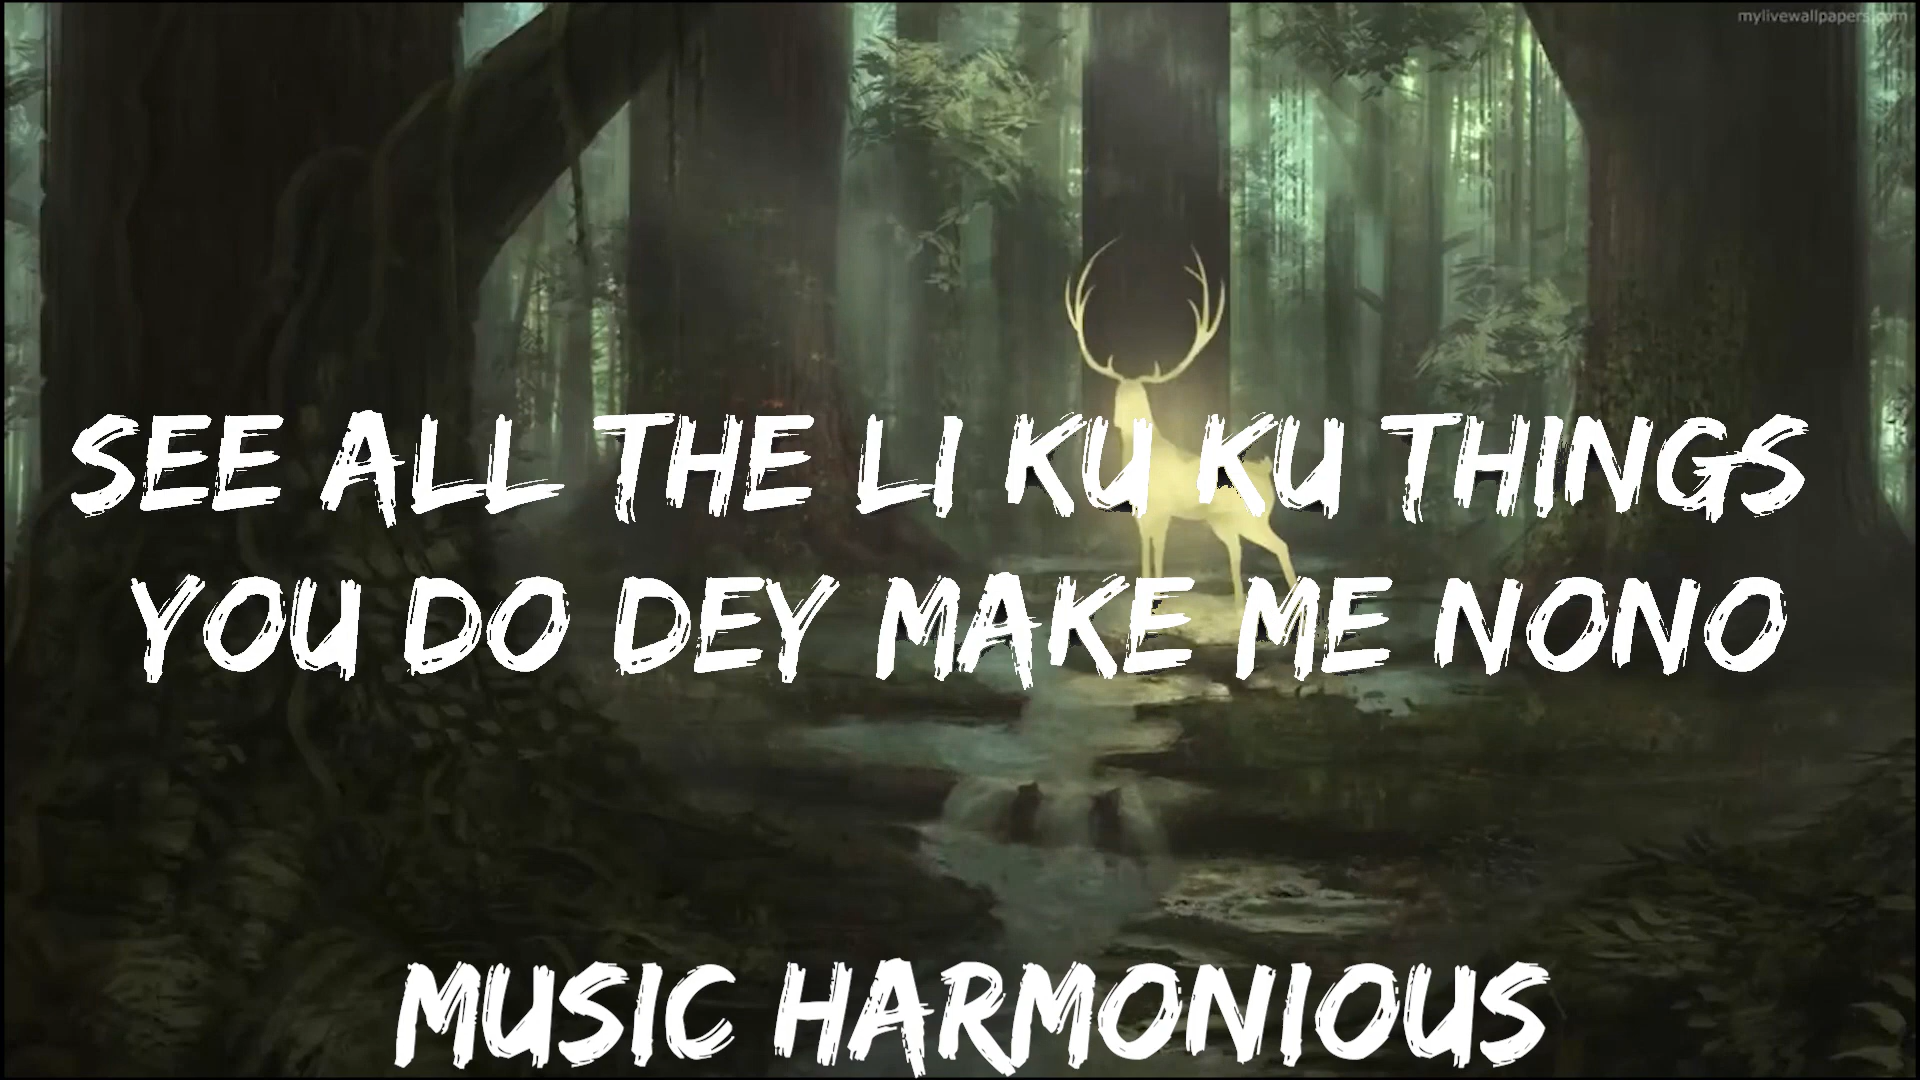 mylivewallpapers.com
SEE ALL THE LI KU KU THINGS
YOU DO DEY MAKE ME NONO
MUSIC HARMONIOUS